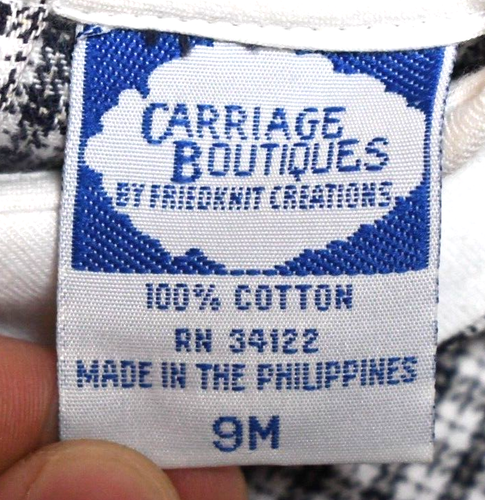 CARRIAGE
BOUTIQUES
BY FRIEDKNIT CREATIONS
100% COTTON
RN 34122
MADE IN THE PHILIPPINES
9M